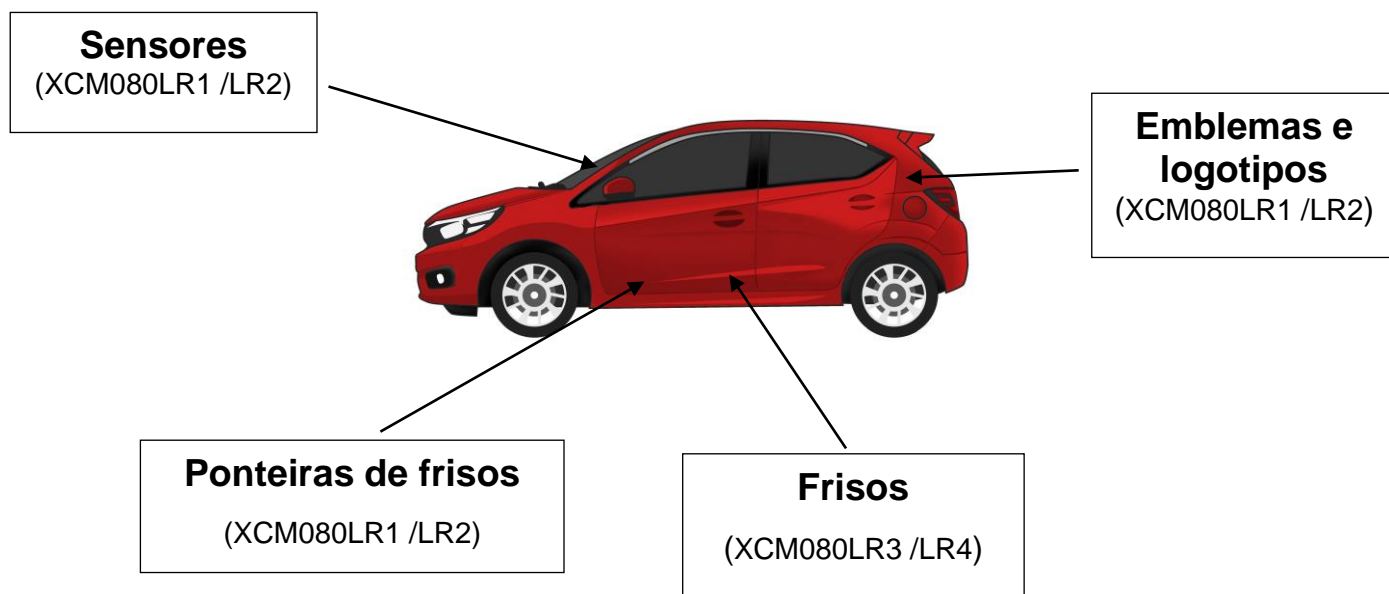 Sensores
(XCM080LR1 /LR2)
Emblemas e
logotipos
(XCM080LR1 /LR2)
Ponteiras de frisos
(XCM080LR1 /LR2)
Frisos
(XCM080LR3 /LR4)